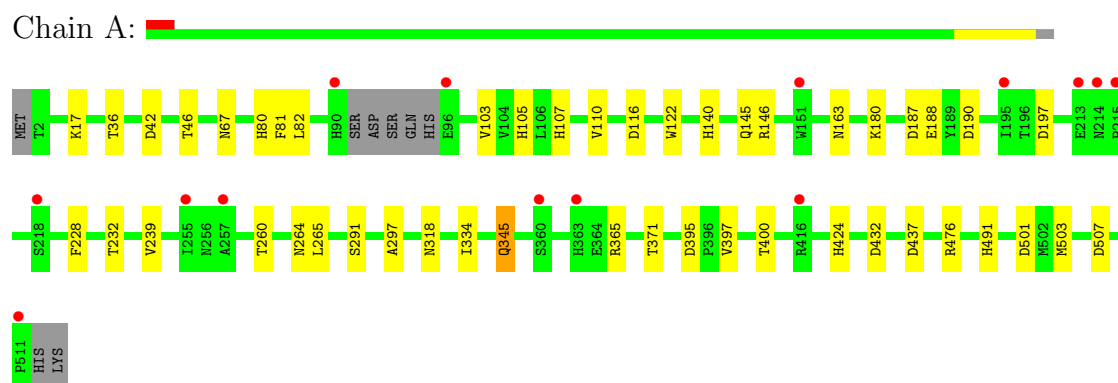 Chain A:
MET T2 K17 T36 D42 T46 N67 H80 F81 L82 H90 SER ASP SER GLN HIS E96 V103 V104 H105 L106 H107 V110 D116 W122 H140 Q145 R146 W151 N163 K180 D187 E188 Y189 D190 I195 T196 D197 E213 N214
S218 F228 T232 V239 I255 N256 A257 T260 N264 L265 S291 A297 N318 I334 Q345 S360 H363 E364 R365 T371 D395 P396 V397 T400 R416 H424 D432 D437 R476 H491 D501 M502 M503 D507
P511 HIS LYS